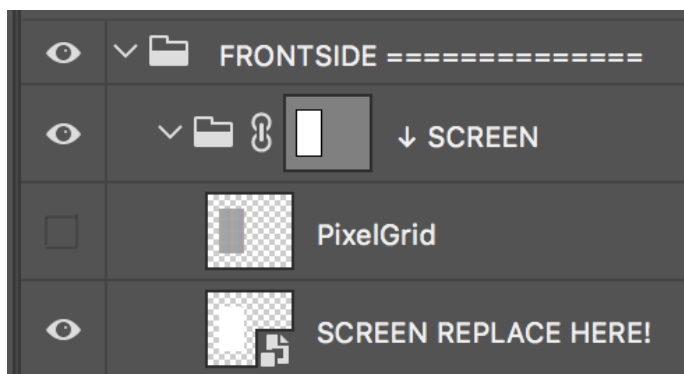 FRONTSIDE ==============
↓ SCREEN
PixelGrid
SCREEN REPLACE HERE!